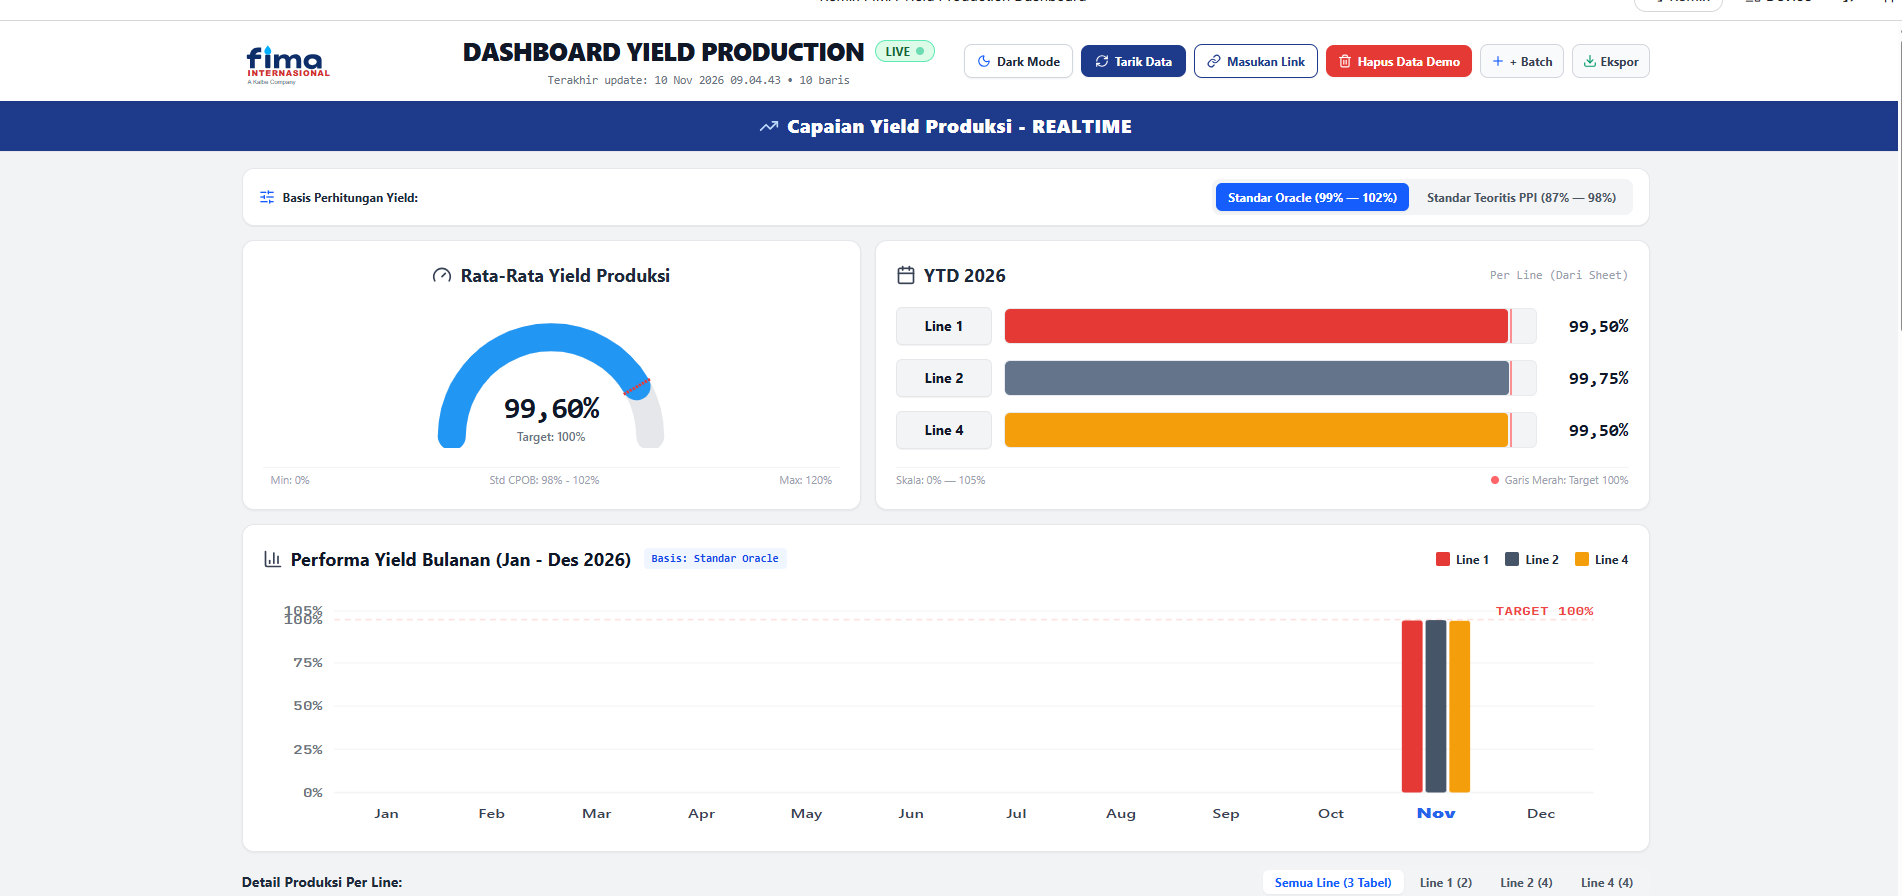 fima
INTERNASIONAL
A Kalbe Company
DASHBOARD YIELD PRODUCTION
LIVE
Terakhir update: 10 Nov 2026 09.04.43 • 10 baris
Dark Mode
Tarik Data
Masukan Link
Hapus Data Demo
+ Batch
Ekspor
Capaian Yield Produksi - REALTIME
Basis Perhitungan Yield:
Standar Oracle (99% — 102%)
Standar Teoritis PPI (87% — 98%)
Rata-Rata Yield Produksi
99,60%
Target: 100%
Min: 0%
Std CPOB: 98% - 102%
Max: 120%
YTD 2026
Per Line (Dari Sheet)
Line 1
99,50%
Line 2
99,75%
Line 4
99,50%
Skala: 0% — 105%
Garis Merah: Target 100%
Performa Yield Bulanan (Jan - Des 2026)
Basis: Standar Oracle
Line 1
Line 2
Line 4
105%
TARGET 100%
100%
75%
50%
25%
0%
Jan
Feb
Mar
Apr
May
Jun
Jul
Aug
Sep
Oct
Nov
Dec
Detail Produksi Per Line:
Semua Line (3 Tabel)
Line 1 (2)
Line 2 (4)
Line 4 (4)